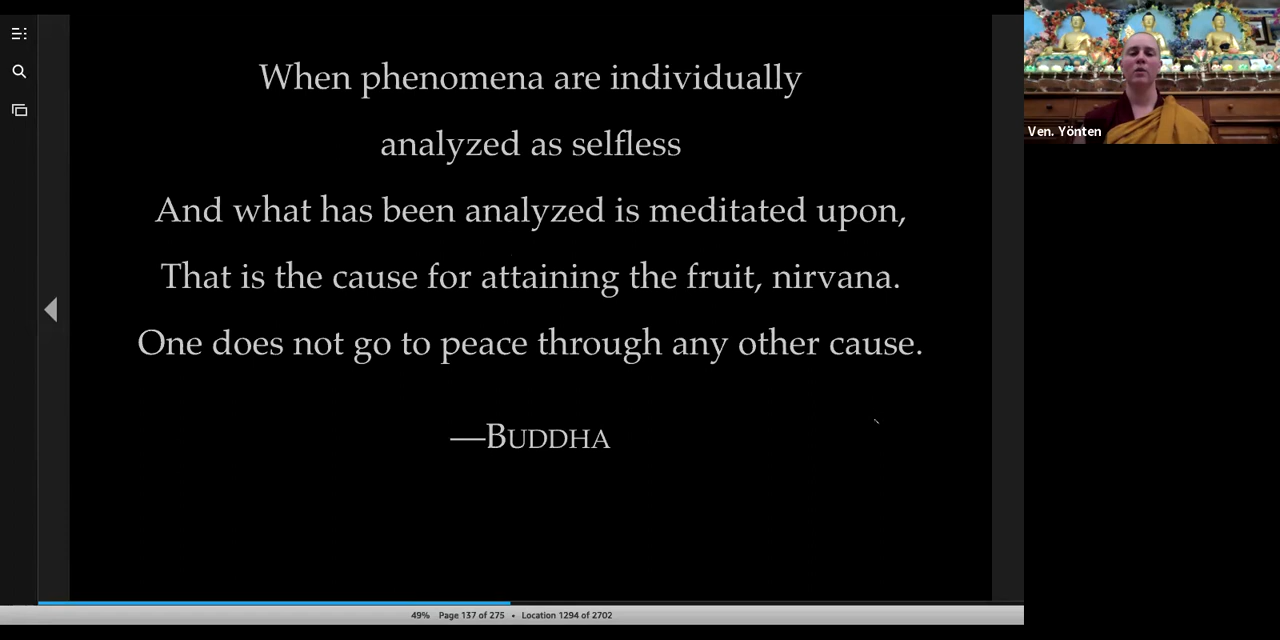 When phenomena are individually
analyzed as selfless
And what has been analyzed is meditated upon,
That is the cause for attaining the fruit, nirvana.
One does not go to peace through any other cause.
—BUDDHA
49% Page 137 of 275 • Location 1294 of 2702
Ven. Yönten